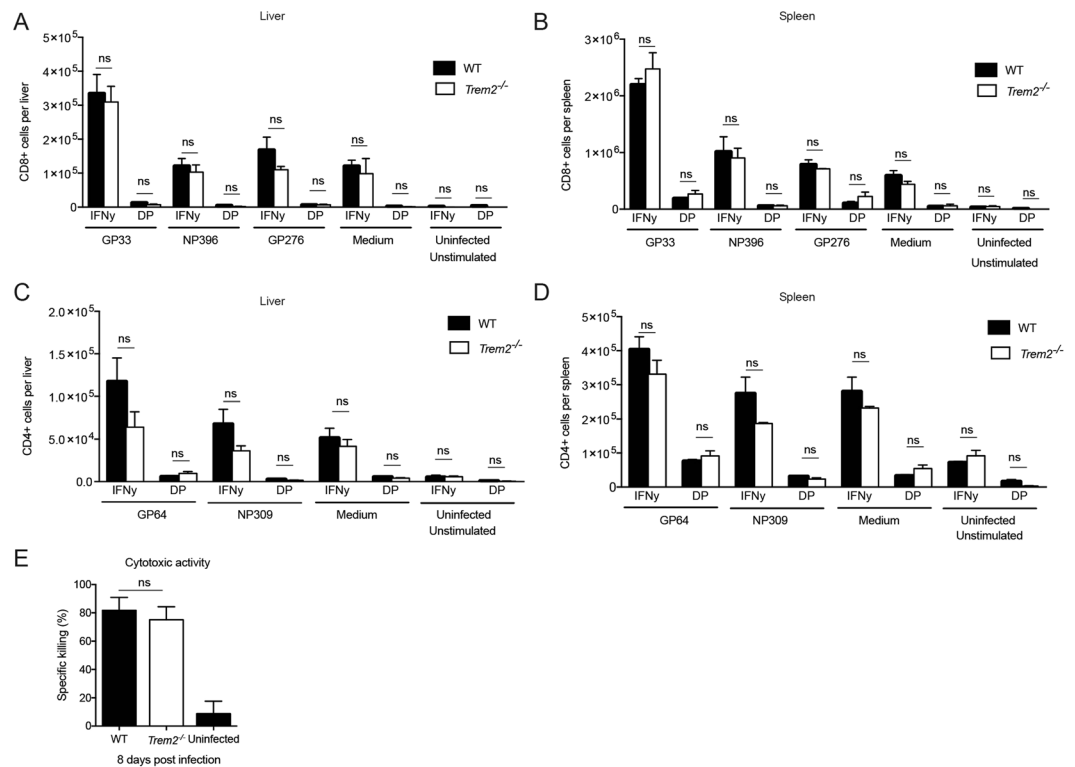 A
Liver
CD8+ cells per liver
5×10⁵
3×10⁵
2×10⁵
1×10⁵
0
ns
ns
ns
ns
ns
ns
ns
ns
ns
ns
WT
Trem2⁻/⁻
IFNy DP IFNy DP IFNy DP IFNy DP IFNy DP
GP33 NP396 GP276 Medium Uninfected
Unstimulated
B
Spleen
CD8+ cells per spleen
3×10⁶
2×10⁶
1×10⁶
0
ns
ns
ns
ns
ns
ns
ns
ns
ns
ns
WT
Trem2⁻/⁻
IFNy DP IFNy DP IFNy DP IFNy DP IFNy DP
GP33 NP396 GP276 Medium Uninfected
Unstimulated
C
Liver
CD4+ cells per liver
2.0×10⁵
1.5×10⁵
1.0×10⁵
5.0×10⁴
0.0
ns
ns
ns
ns
ns
ns
ns
ns
WT
Trem2⁻/⁻
IFNy DP IFNy DP IFNy DP IFNy DP
GP64 NP309 Medium Uninfected
Unstimulated
D
Spleen
CD4+ cells per spleen
5×10⁵
4×10⁵
3×10⁵
2×10⁵
1×10⁵
0
ns
ns
ns
ns
ns
ns
ns
ns
WT
Trem2⁻/⁻
IFNy DP IFNy DP IFNy DP IFNy DP
GP64 NP309 Medium Uninfected
Unstimulated
E
Cytotoxic activity
Specific killing (%)
100
80
60
40
20
0
ns
WT Trem2⁻/⁻ Uninfected
8 days post infection